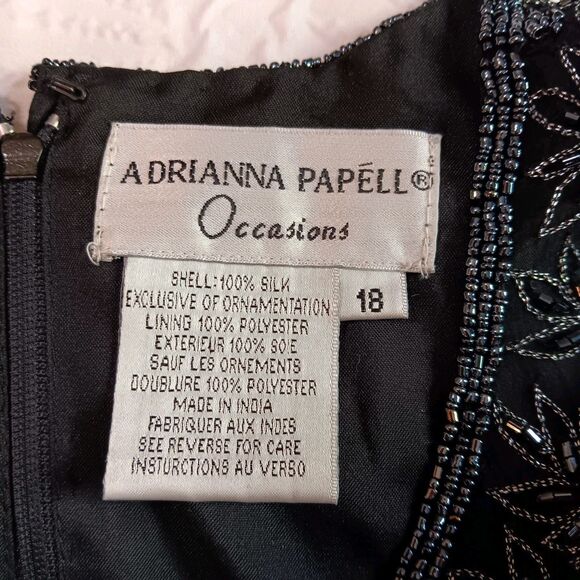 ADRIANNA PAPÉLL®
Occasions
18
SHELL:100% SILK
EXCLUSIVE OF ORNAMENTATION
LINING 100% POLYESTER
EXTERIEUR 100% SOIE
SAUF LES ORNEMENTS
DOUBLURE 100% POLYESTER
MADE IN INDIA
FABRIQUER AUX INDES
SEE REVERSE FOR CARE
INSTURCTIONS AU VERSO